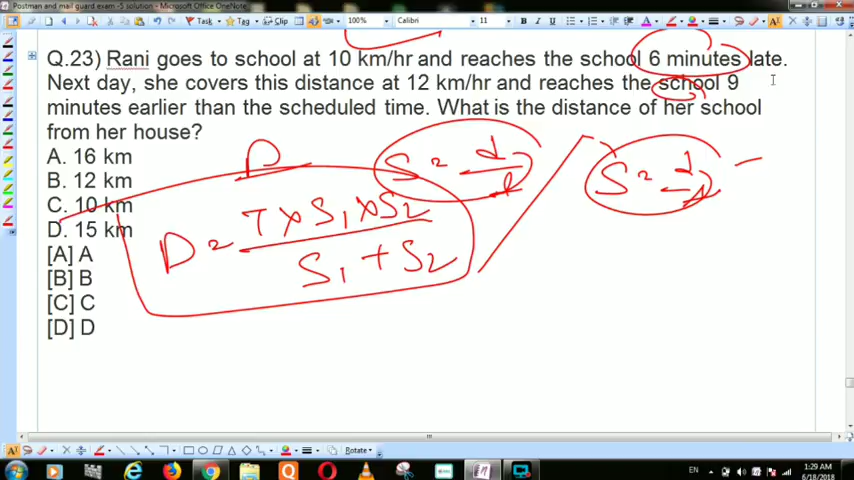 Postman and mail guard exam -5 solution - Microsoft OneNote
Task
Tag
Clip
100%
Calibri
11
B I U
Q.23) Rani goes to school at 10 km/hr and reaches the school 6 minutes late.
Next day, she covers this distance at 12 km/hr and reaches the school 9
minutes earlier than the scheduled time. What is the distance of her school
from her house?
A. 16 km
B. 12 km
C. 10 km
D. 15 km
[A] A
[B] B
[C] C
[D] D
D
S = d/t
S = d/t =
D = T × S1 × S2
S1 + S2
Rotate
EN
1:29 AM
6/18/2018